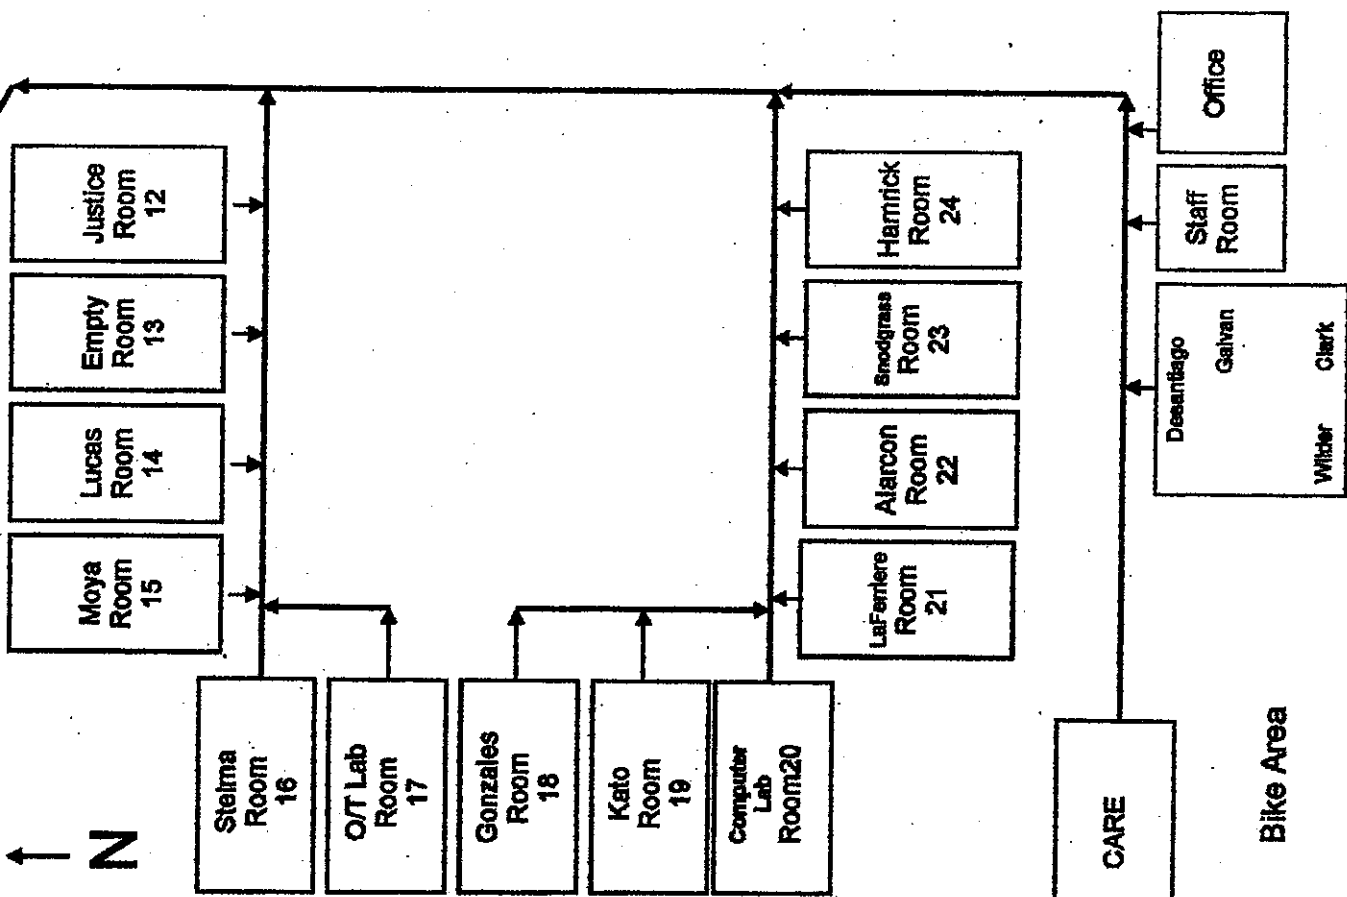 Justice
Room
12
Empty
Room
13
Lucas
Room
14
Moya
Room
15
Stelma
Room
16
O/T Lab
Room
17
Gonzales
Room
18
Kato
Room
19
Computer
Lab
Room20
LaFerriere
Room
21
Alarcon
Room
22
Snodgrass
Room
23
Hamrick
Room
24
Office
Staff
Room
Desantiago
Galvan
Wilder Clark
CARE
Bike Area
N